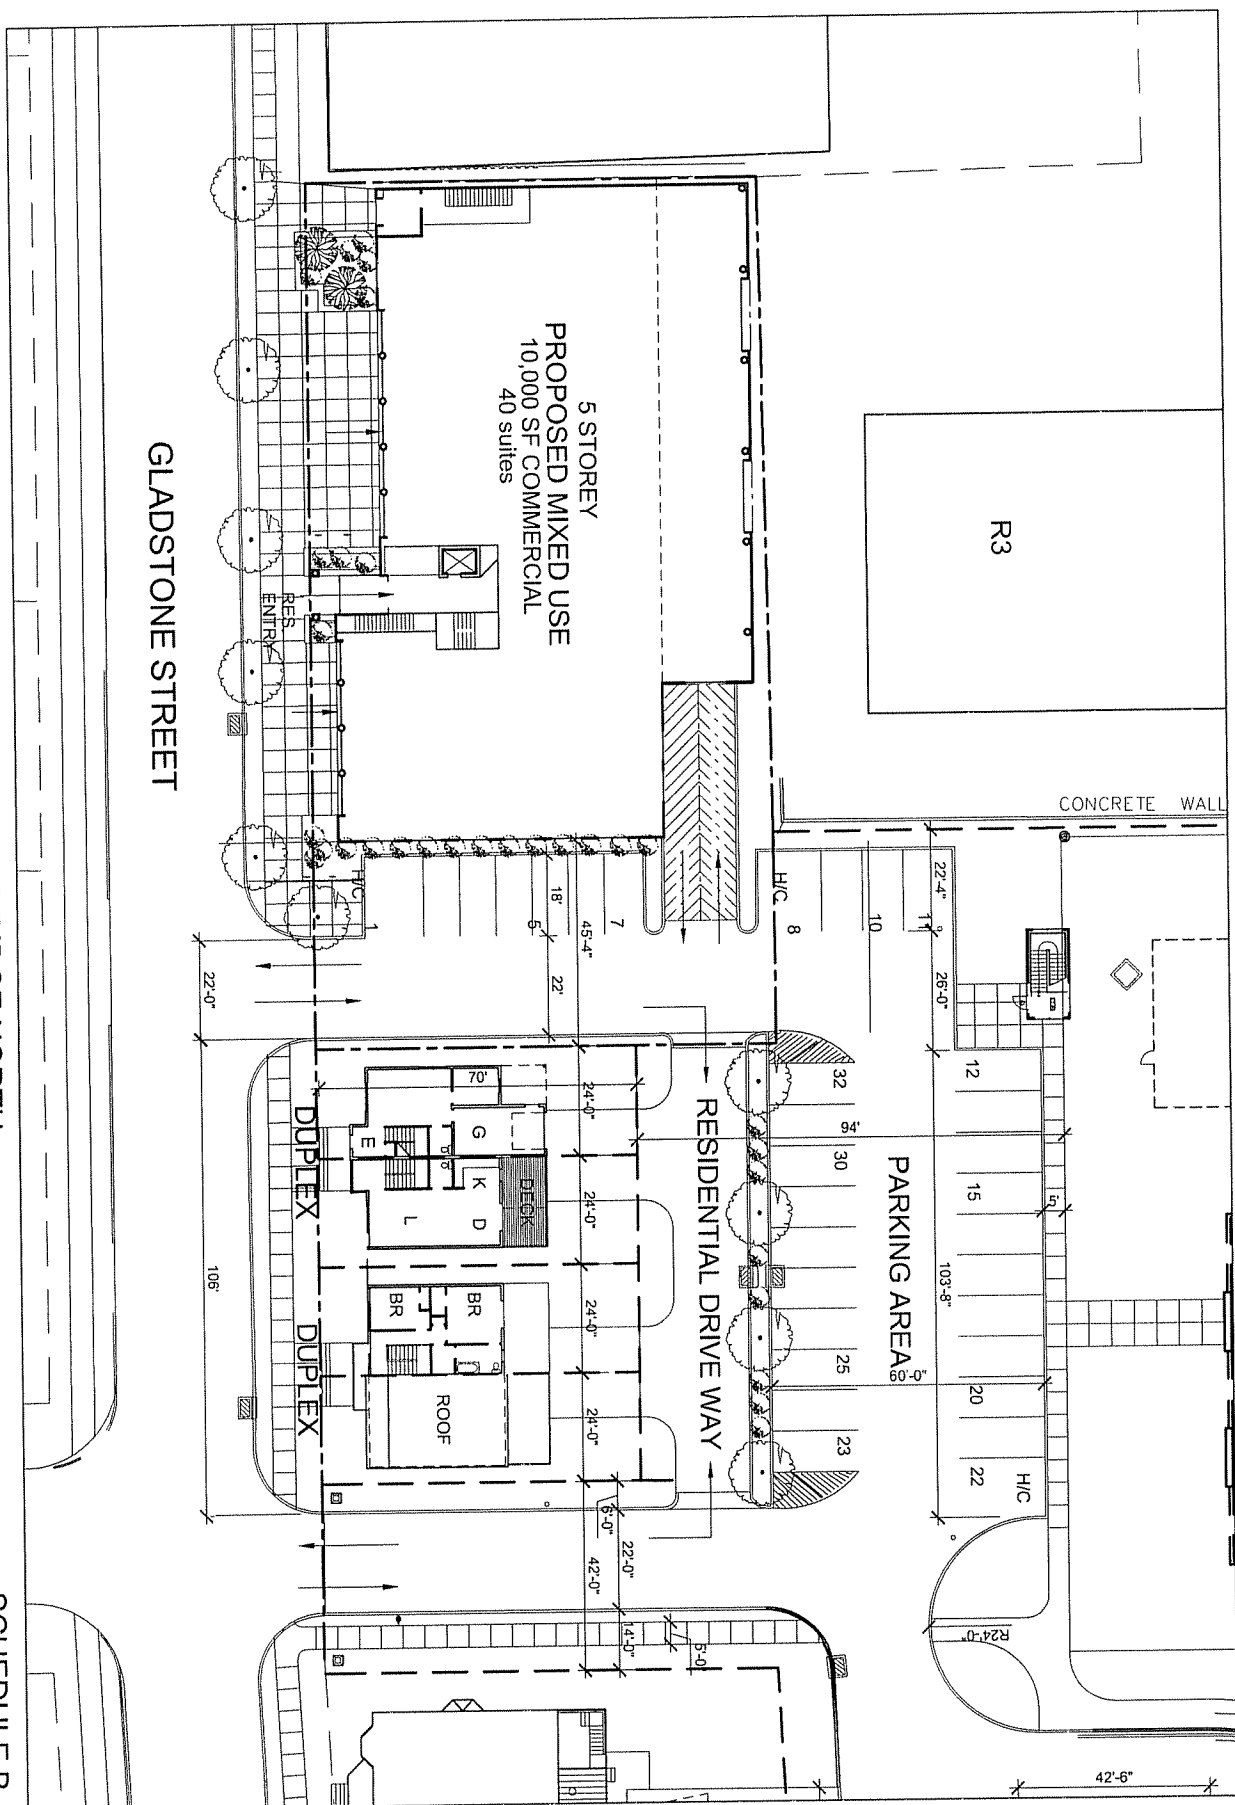 GLADSTONE STREET
5 STOREY
PROPOSED MIXED USE
10,000 SF COMMERCIAL
40 suites
R3
CONCRETE WALL
RES
ENTRY
H/C
1
5
7
H/C
8
10
11
18'
45'-4"
22'
22'-0"
22'-4"
26'-0"
RESIDENTIAL DRIVE WAY
PARKING AREA
12
15
20
22
H/C
32
30
25
23
94'
5'
103'-8"
60'-0"
70'
24'-0"
24'-0"
24'-0"
24'-0"
106'
DUPLEX
DUPLEX
E
G
K
D
L
DECK
BR
BR
ROOF
6'-0"
22'-0"
42'-0"
14'-0"
R24'-0"
42'-6"